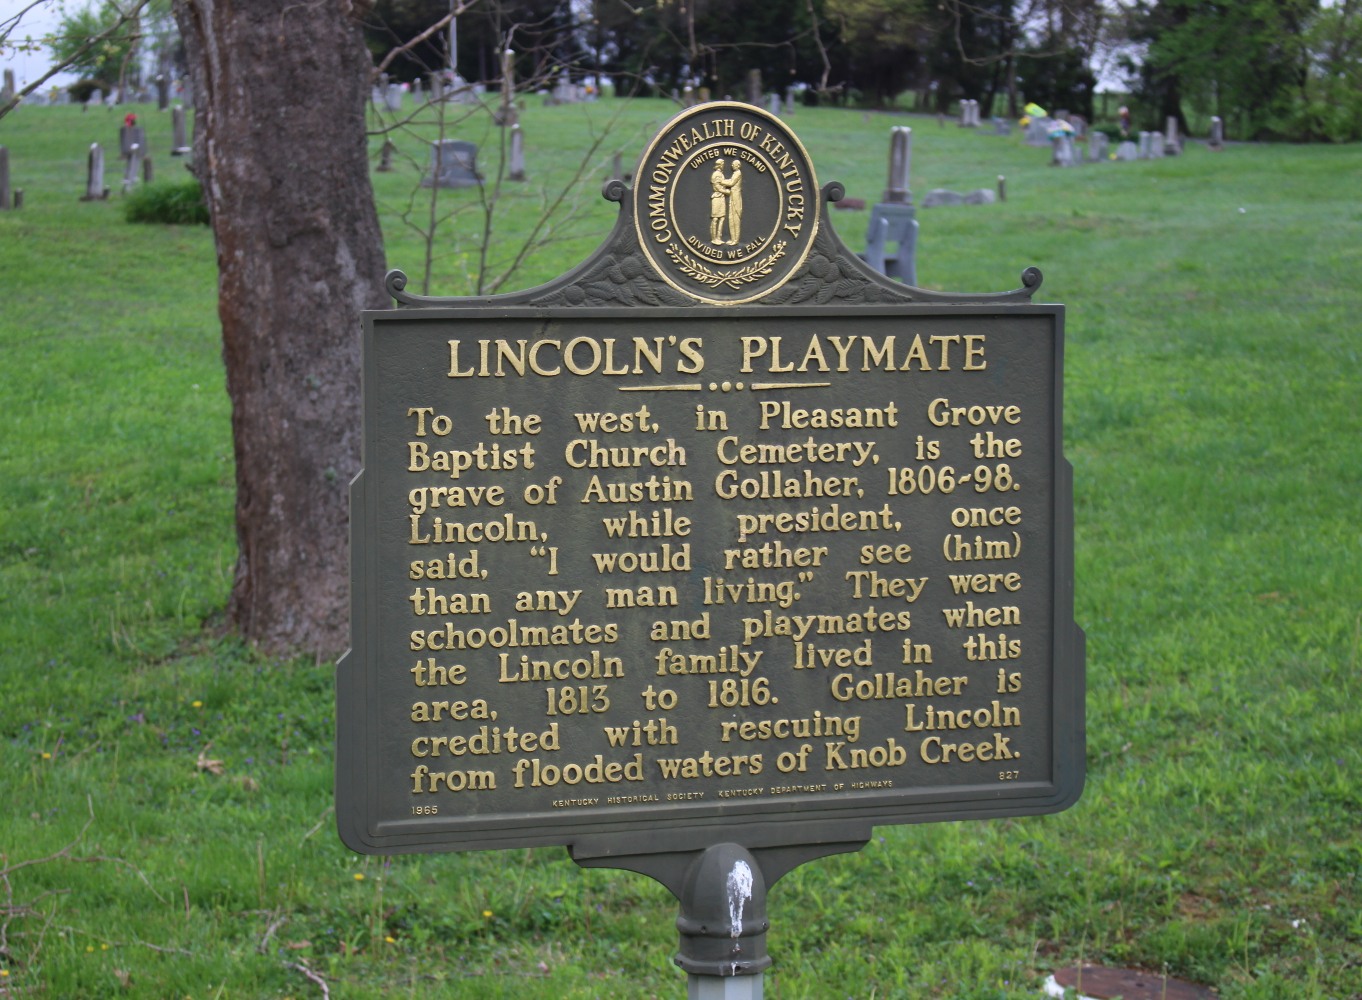 COMMONWEALTH OF KENTUCKY
UNITED WE STAND
DIVIDED WE FALL
LINCOLN'S PLAYMATE
To the west, in Pleasant Grove
Baptist Church Cemetery, is the
grave of Austin Gollaher, 1806-98.
Lincoln, while president, once
said, "I would rather see (him)
than any man living." They were
schoolmates and playmates when
the Lincoln family lived in this
area, 1813 to 1816. Gollaher is
credited with rescuing Lincoln
from flooded waters of Knob Creek.
1965 KENTUCKY HISTORICAL SOCIETY KENTUCKY DEPARTMENT OF HIGHWAYS 827